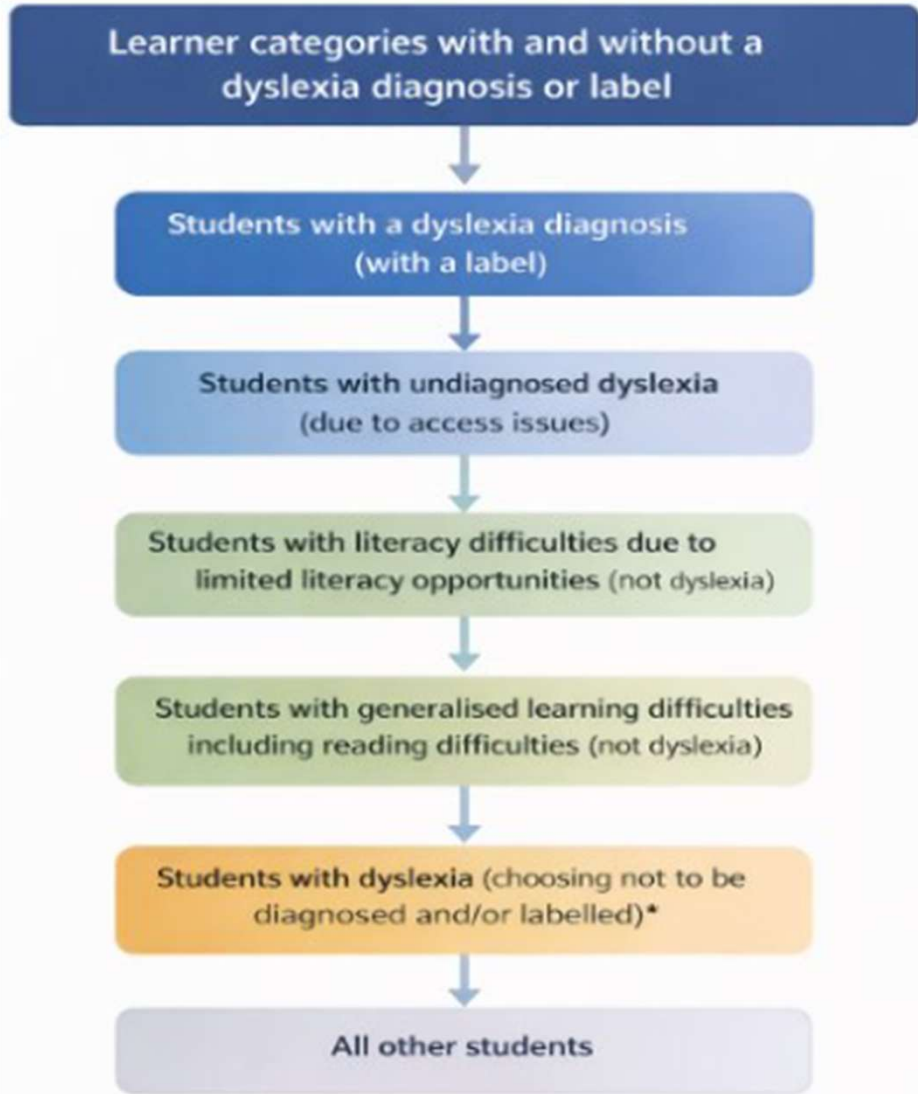 Learner categories with and without a
dyslexia diagnosis or label
Students with a dyslexia diagnosis
(with a label)
Students with undiagnosed dyslexia
(due to access issues)
Students with literacy difficulties due to
limited literacy opportunities (not dyslexia)
Students with generalised learning difficulties
including reading difficulties (not dyslexia)
Students with dyslexia (choosing not to be
diagnosed and/or labelled)*
All other students